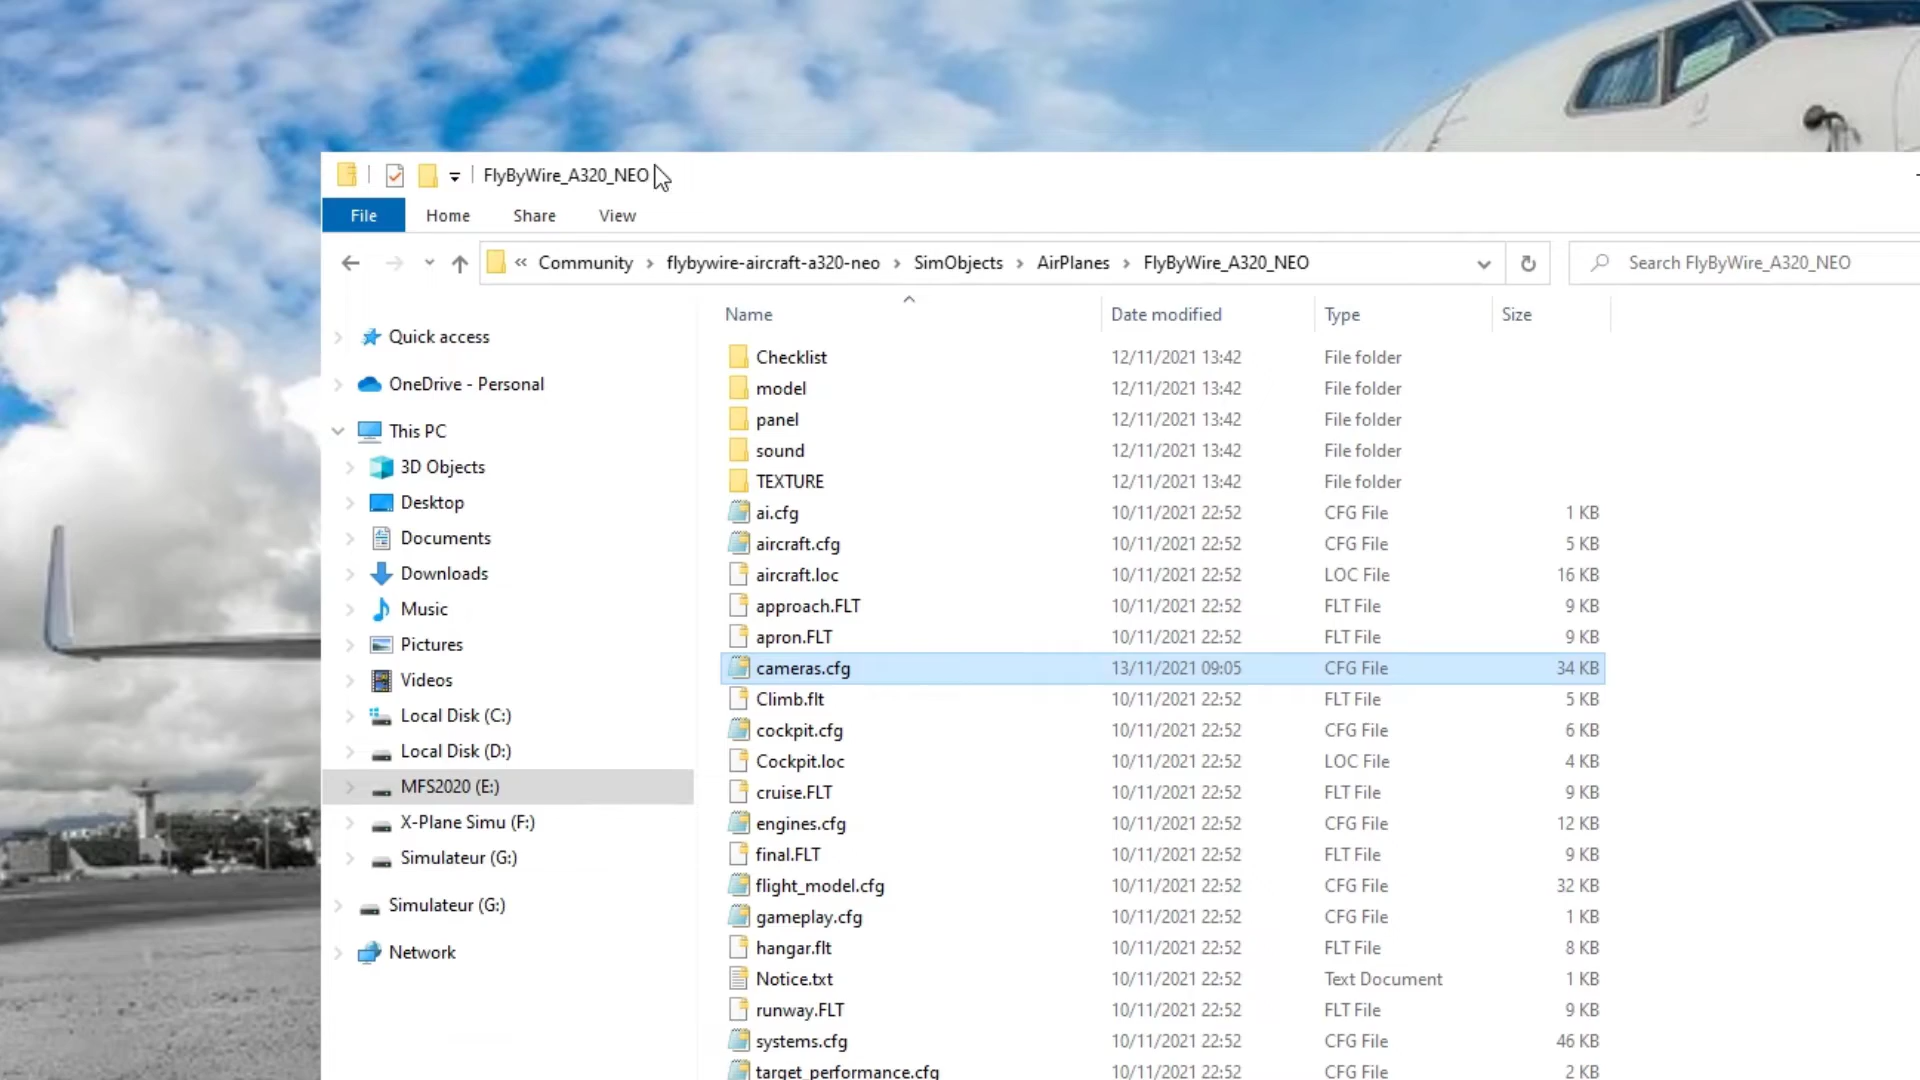 FlyByWire_A320_NEO
File Home Share View
« Community > flybywire-aircraft-a320-neo > SimObjects > AirPlanes > FlyByWire_A320_NEO Search FlyByWire_A320_NEO
Name Date modified Type Size
Quick access
OneDrive - Personal
This PC
3D Objects
Desktop
Documents
Downloads
Music
Pictures
Videos
Local Disk (C:)
Local Disk (D:)
MFS2020 (E:)
X-Plane Simu (F:)
Simulateur (G:)
Simulateur (G:)
Network
Checklist 12/11/2021 13:42 File folder
model 12/11/2021 13:42 File folder
panel 12/11/2021 13:42 File folder
sound 12/11/2021 13:42 File folder
TEXTURE 12/11/2021 13:42 File folder
ai.cfg 10/11/2021 22:52 CFG File 1 KB
aircraft.cfg 10/11/2021 22:52 CFG File 5 KB
aircraft.loc 10/11/2021 22:52 LOC File 16 KB
approach.FLT 10/11/2021 22:52 FLT File 9 KB
apron.FLT 10/11/2021 22:52 FLT File 9 KB
cameras.cfg 13/11/2021 09:05 CFG File 34 KB
Climb.flt 10/11/2021 22:52 FLT File 5 KB
cockpit.cfg 10/11/2021 22:52 CFG File 6 KB
Cockpit.loc 10/11/2021 22:52 LOC File 4 KB
cruise.FLT 10/11/2021 22:52 FLT File 9 KB
engines.cfg 10/11/2021 22:52 CFG File 12 KB
final.FLT 10/11/2021 22:52 FLT File 9 KB
flight_model.cfg 10/11/2021 22:52 CFG File 32 KB
gameplay.cfg 10/11/2021 22:52 CFG File 1 KB
hangar.flt 10/11/2021 22:52 FLT File 8 KB
Notice.txt 10/11/2021 22:52 Text Document 1 KB
runway.FLT 10/11/2021 22:52 FLT File 9 KB
systems.cfg 10/11/2021 22:52 CFG File 46 KB
target_performance.cfg 10/11/2021 22:52 CFG File 2 KB